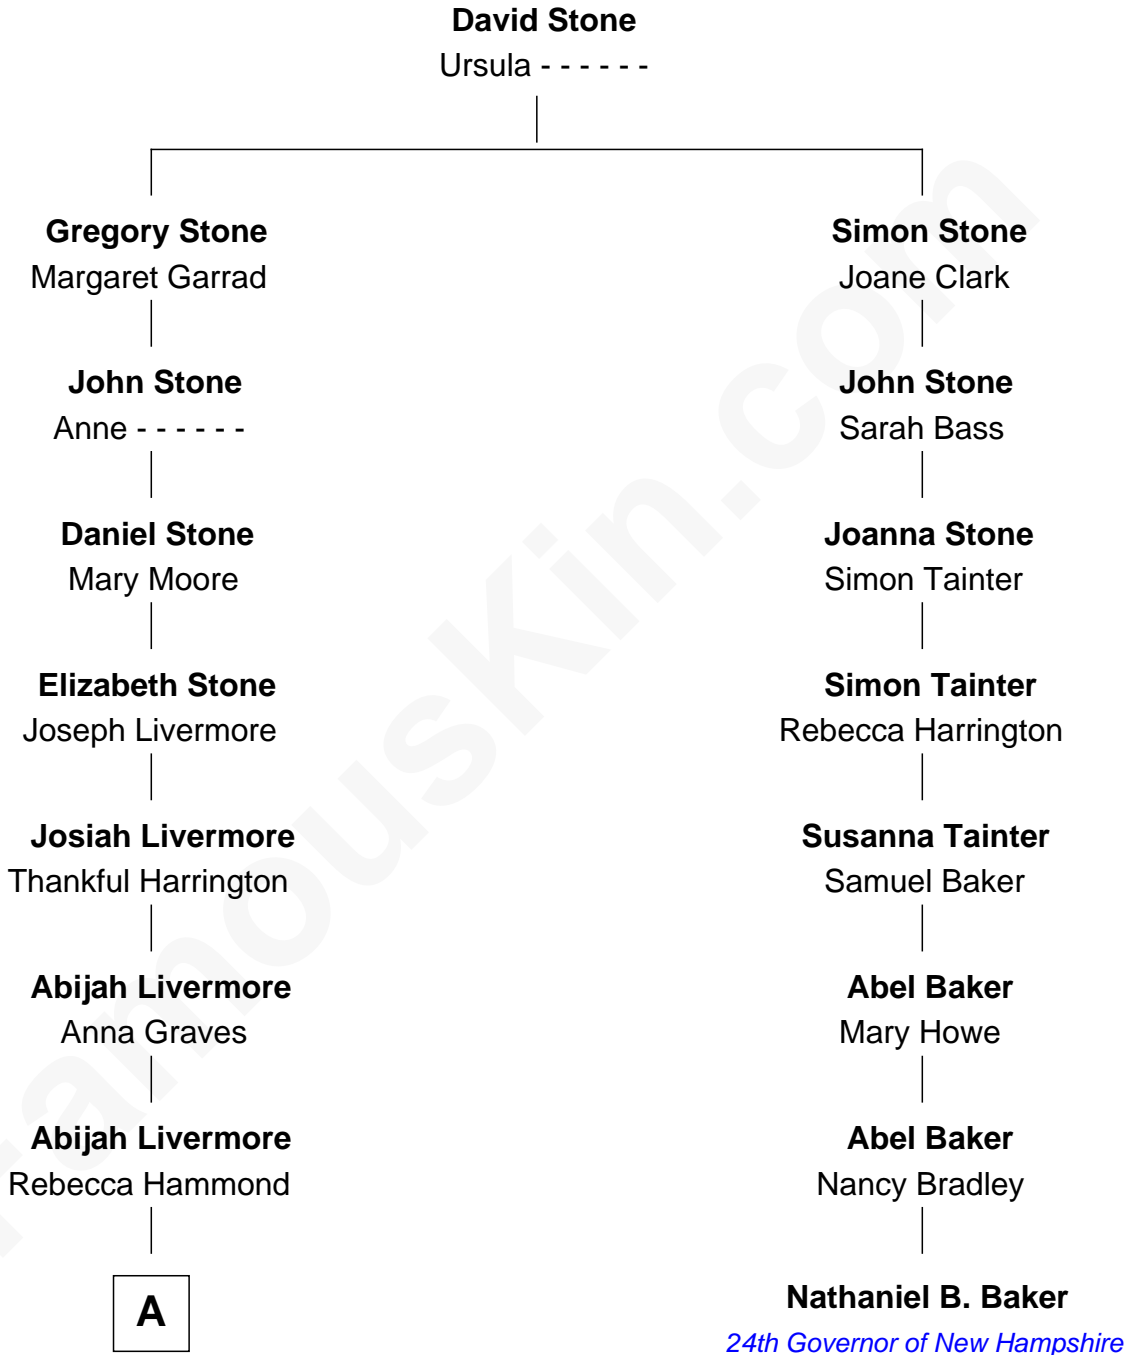 David Stone
Ursula - - - - - -
Gregory Stone
Margaret Garrad
Simon Stone
Joane Clark
John Stone
Anne - - - - - -
John Stone
Sarah Bass
Daniel Stone
Mary Moore
Joanna Stone
Simon Tainter
Elizabeth Stone
Joseph Livermore
Simon Tainter
Rebecca Harrington
Josiah Livermore
Thankful Harrington
Susanna Tainter
Samuel Baker
Abijah Livermore
Anna Graves
Abel Baker
Mary Howe
Abijah Livermore
Rebecca Hammond
Abel Baker
Nancy Bradley
A
Nathaniel B. Baker
24th Governor of New Hampshire
FamousKin.com